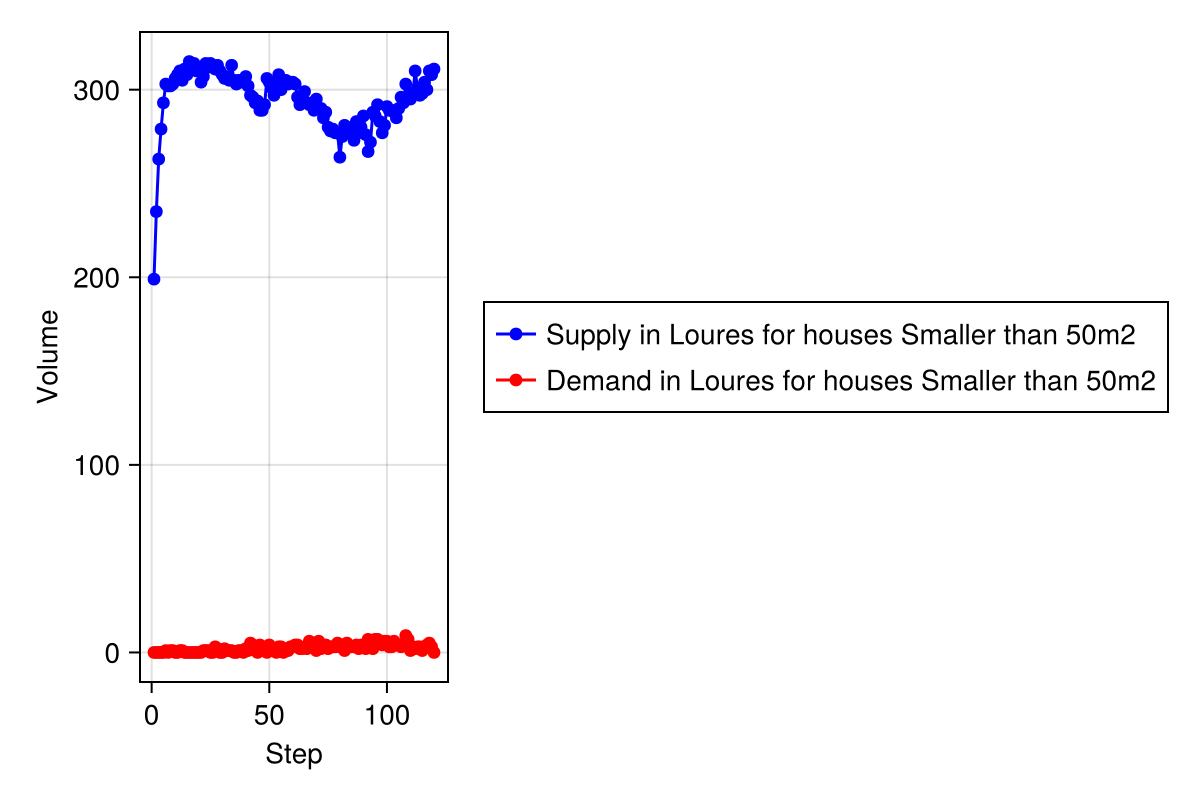 300
200
100
0
Volume
0 50 100
Step
Supply in Loures for houses Smaller than 50m2
Demand in Loures for houses Smaller than 50m2